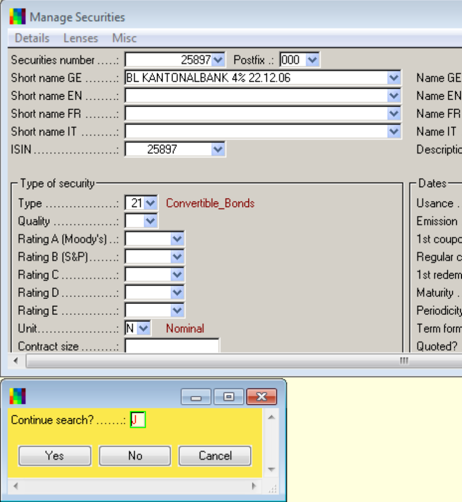 Manage Securities
Details Lenses Misc
Securities number .....: 25897 Postfix .: 000
Short name GE ........: BL KANTONALBANK 4% 22.12.06 Name GE
Short name EN ........: Name EN
Short name FR ........: Name FR
Short name IT .........: Name IT
ISIN.....................: 25897 Descriptio
Type of security Dates
Type ..................: 21 Convertible_Bonds Usance .
Quality ................: Emission
Rating A (Moody's) ..: 1st coupo
Rating B (S&P).......: Regular c
Rating C ..............: 1st redem
Rating D ..............: Maturity .
Rating E ..............: Periodicity
Unit....................: N Nominal Term form
Contract size .........: Quoted?
Continue search? .......: J
Yes No Cancel